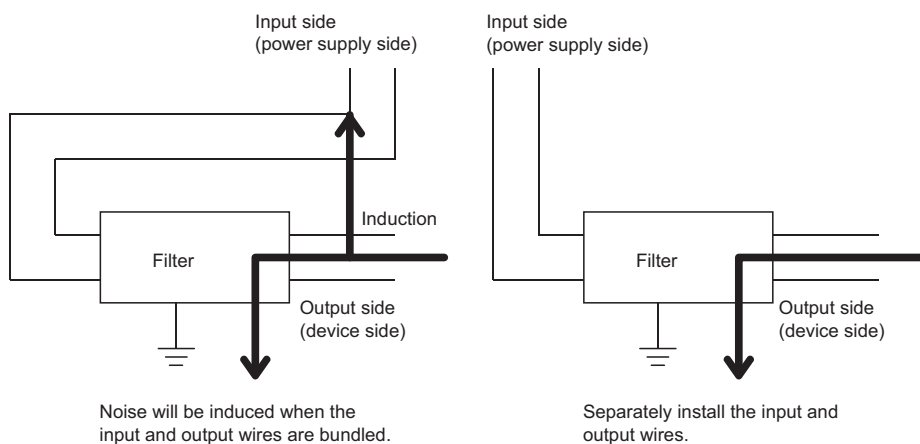 Input side
(power supply side)
Induction
Filter
Output side
(device side)
Noise will be induced when the
input and output wires are bundled.
Input side
(power supply side)
Filter
Output side
(device side)
Separately install the input and
output wires.